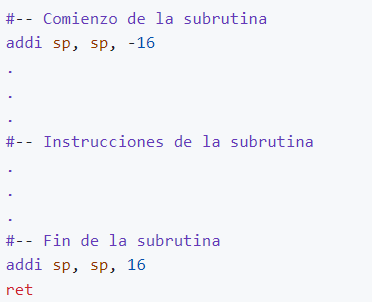 #-- Comienzo de la subrutina
addi sp, sp, -16
.
.
.
#-- Instrucciones de la subrutina
.
.
.
#-- Fin de la subrutina
addi sp, sp, 16
ret